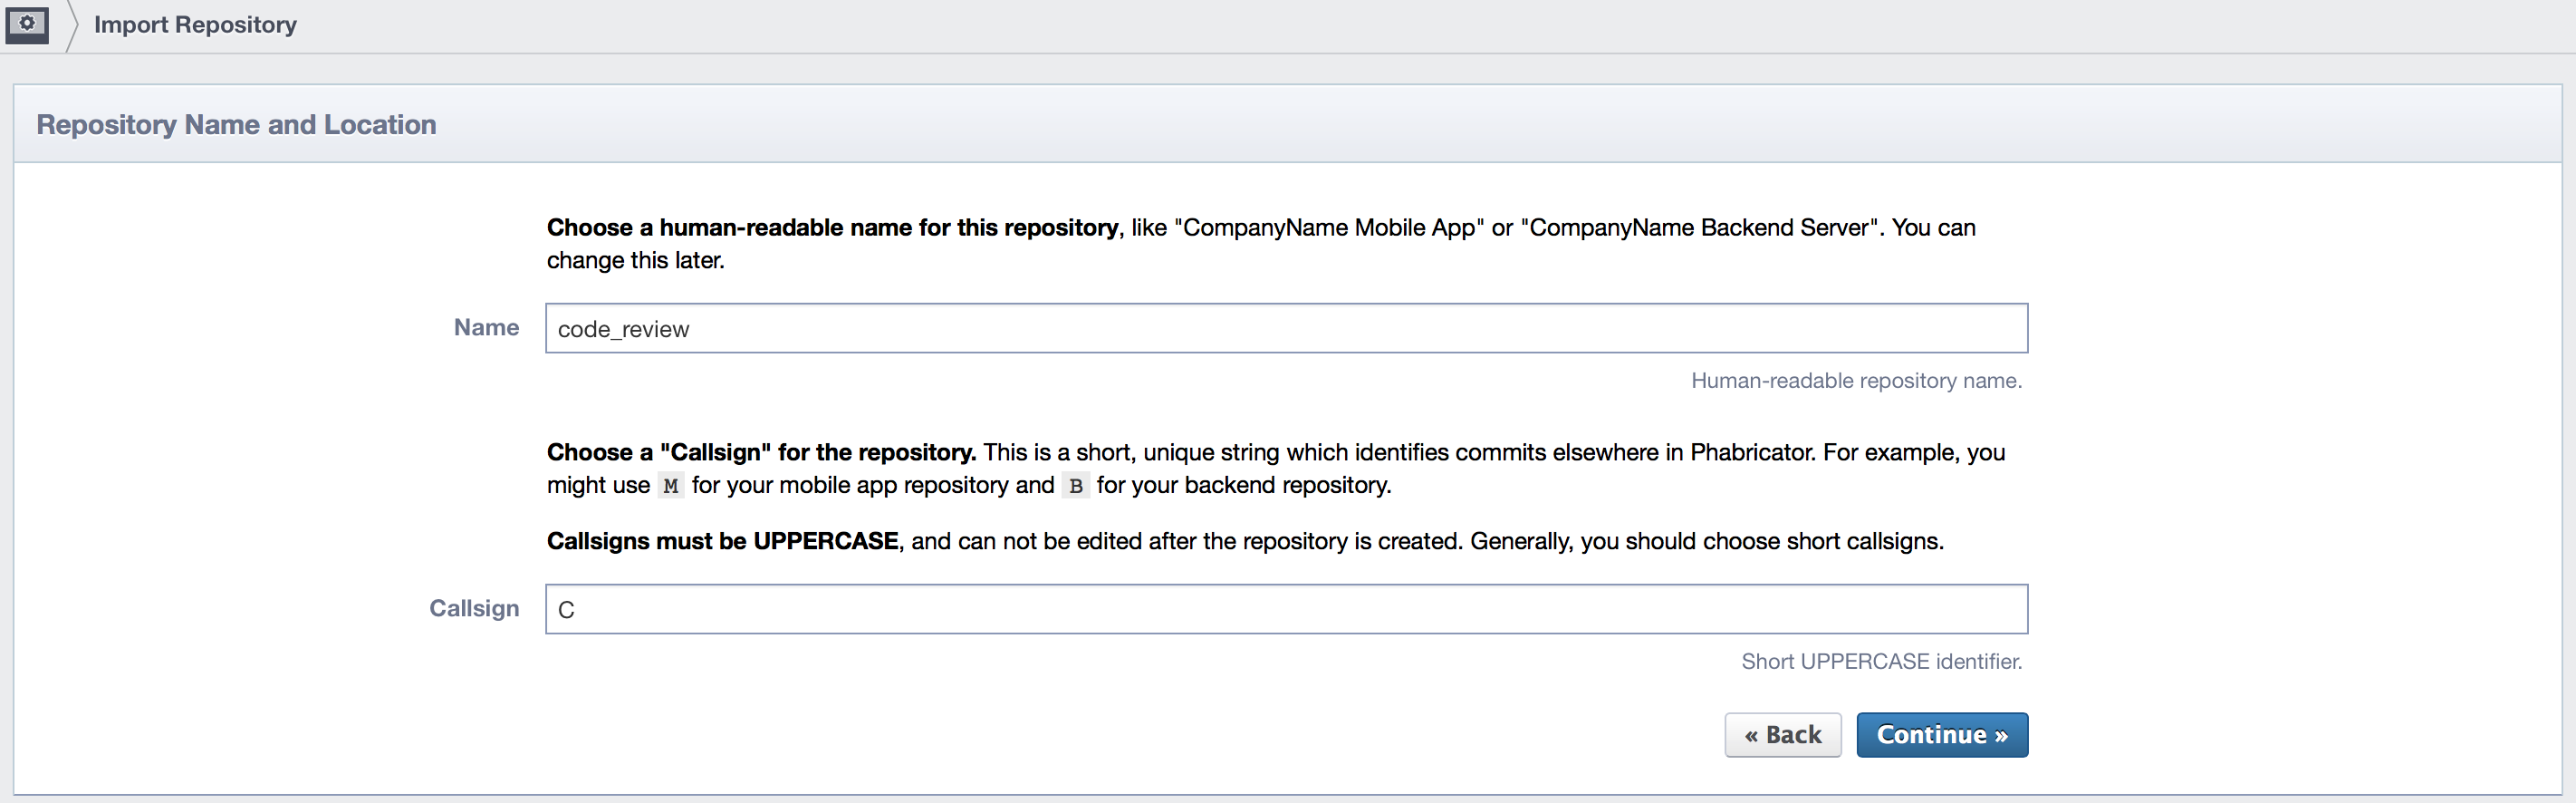 Import Repository
Repository Name and Location
Choose a human-readable name for this repository, like "CompanyName Mobile App" or "CompanyName Backend Server". You can
change this later.
Name
code_review
Human-readable repository name.
Choose a "Callsign" for the repository. This is a short, unique string which identifies commits elsewhere in Phabricator. For example, you
might use M for your mobile app repository and B for your backend repository.
Callsigns must be UPPERCASE, and can not be edited after the repository is created. Generally, you should choose short callsigns.
Callsign
C
Short UPPERCASE identifier.
« Back
Continue »